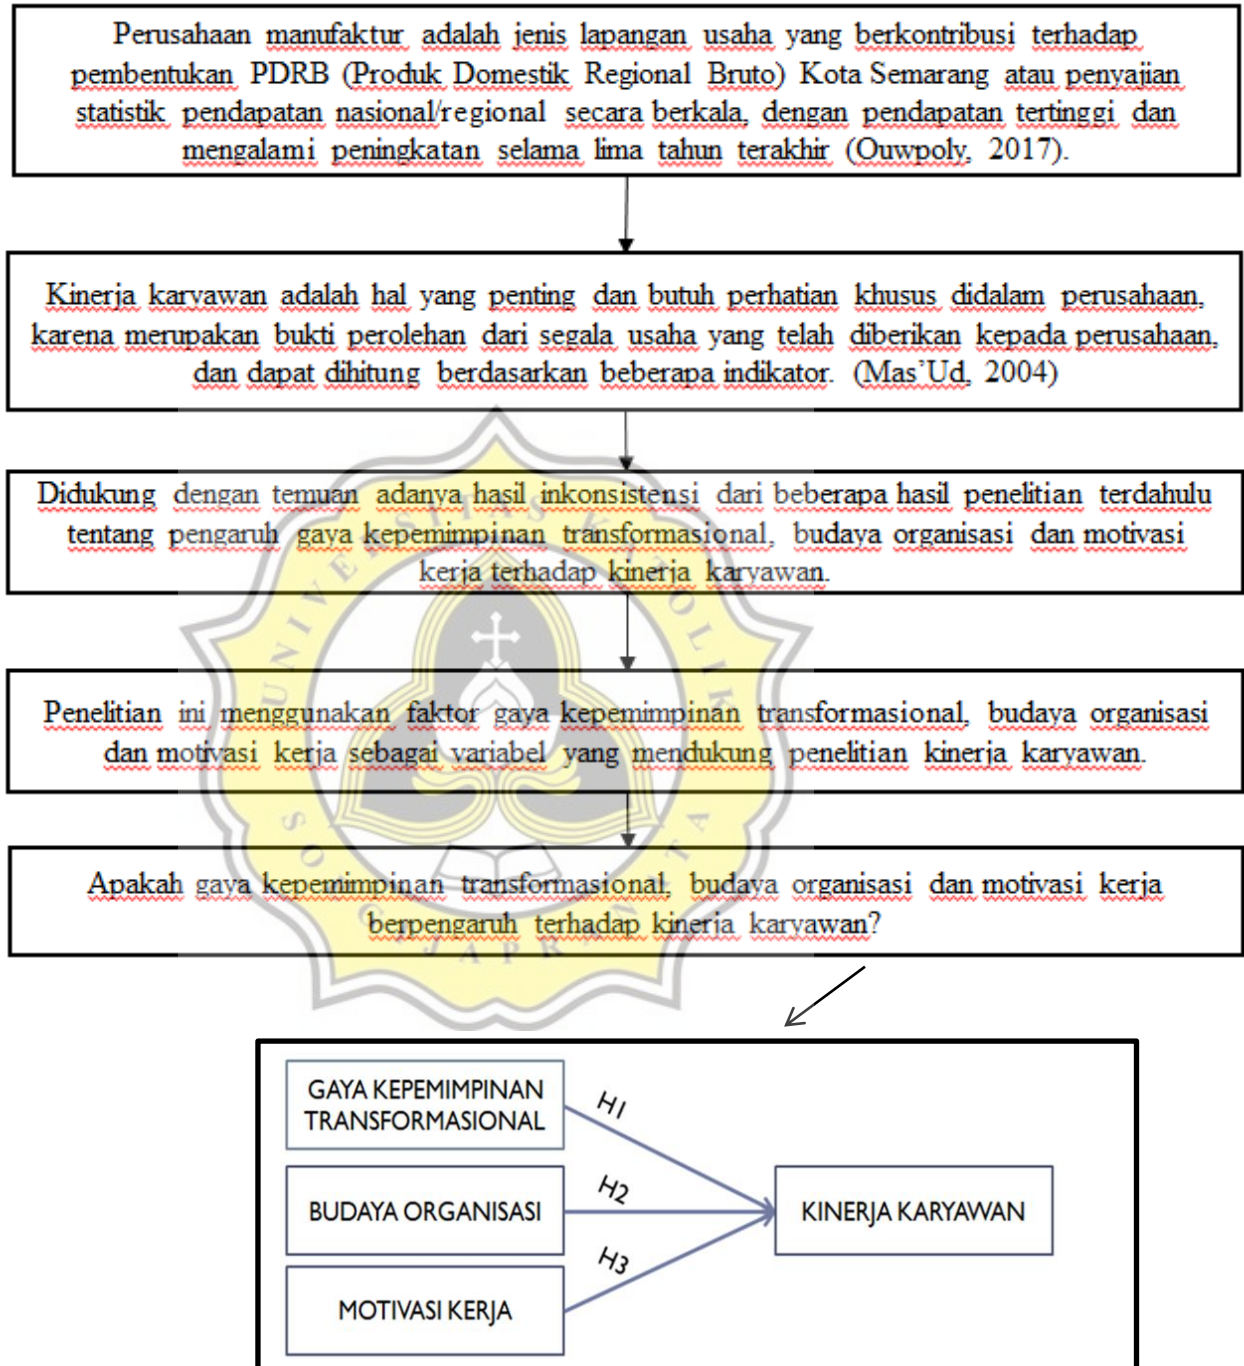 Perusahaan manufaktur adalah jenis lapangan usaha yang berkontribusi terhadap
pembentukan PDRB (Produk Domestik Regional Bruto) Kota Semarang atau penyajian
statistik pendapatan nasional/regional secara berkala, dengan pendapatan tertinggi dan
mengalami peningkatan selama lima tahun terakhir (Ouwpoly, 2017).
Kinerja karyawan adalah hal yang penting dan butuh perhatian khusus didalam perusahaan,
karena merupakan bukti perolehan dari segala usaha yang telah diberikan kepada perusahaan,
dan dapat dihitung berdasarkan beberapa indikator. (Mas’Ud, 2004)
Didukung dengan temuan adanya hasil inkonsistensi dari beberapa hasil penelitian terdahulu
tentang pengaruh gaya kepemimpinan transformasional, budaya organisasi dan motivasi
kerja terhadap kinerja karyawan.
Penelitian ini menggunakan faktor gaya kepemimpinan transformasional, budaya organisasi
dan motivasi kerja sebagai variabel yang mendukung penelitian kinerja karyawan.
Apakah gaya kepemimpinan transformasional, budaya organisasi dan motivasi kerja
berpengaruh terhadap kinerja karyawan?
UNIVERSITAS KATOLIK
SOEGIJAPRANATA
GAYA KEPEMIMPINAN
TRANSFORMASIONAL
H1
BUDAYA ORGANISASI
H2
KINERJA KARYAWAN
H3
MOTIVASI KERJA